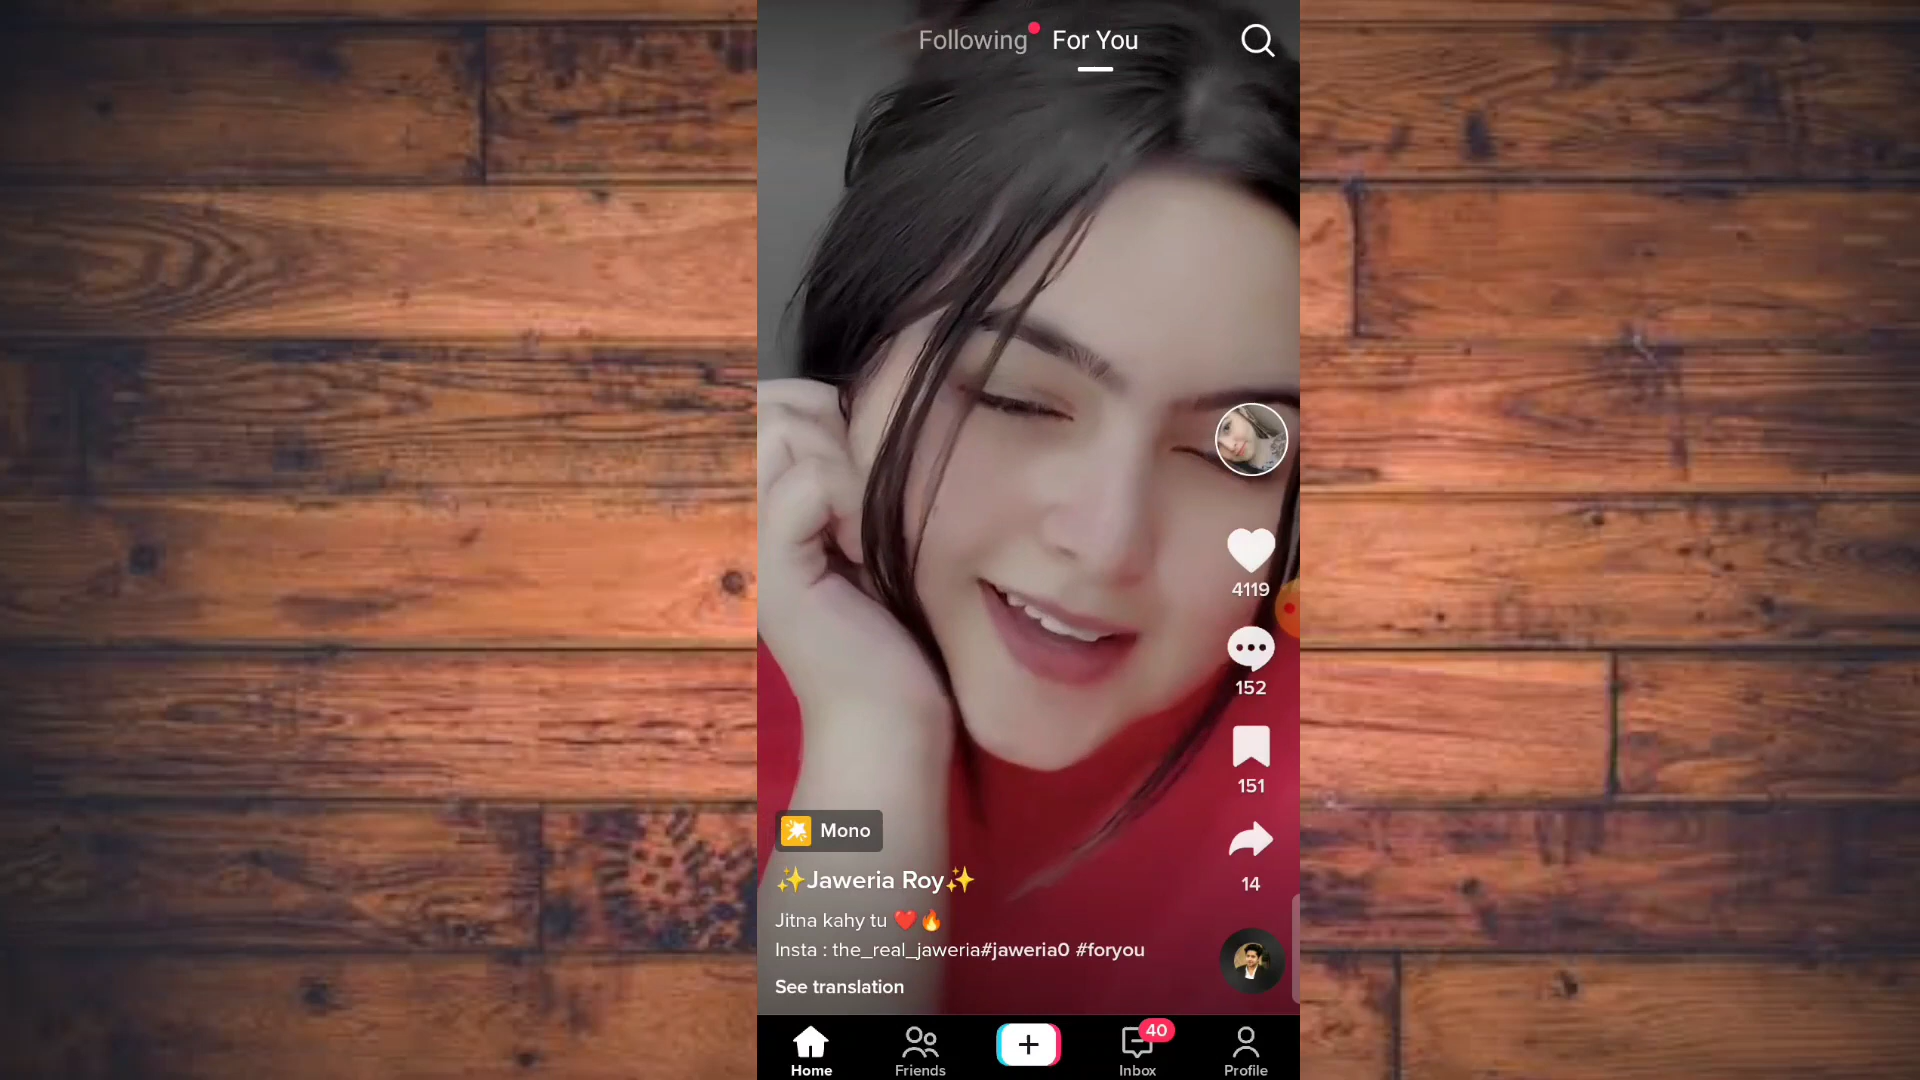 Following
For You
4119
152
151
14
Mono
✨Jaweria Roy✨
Jitna kahy tu ❤️🔥
Insta : the_real_jaweria#jaweria0 #foryou
See translation
Home
Friends
40
Inbox
Profile